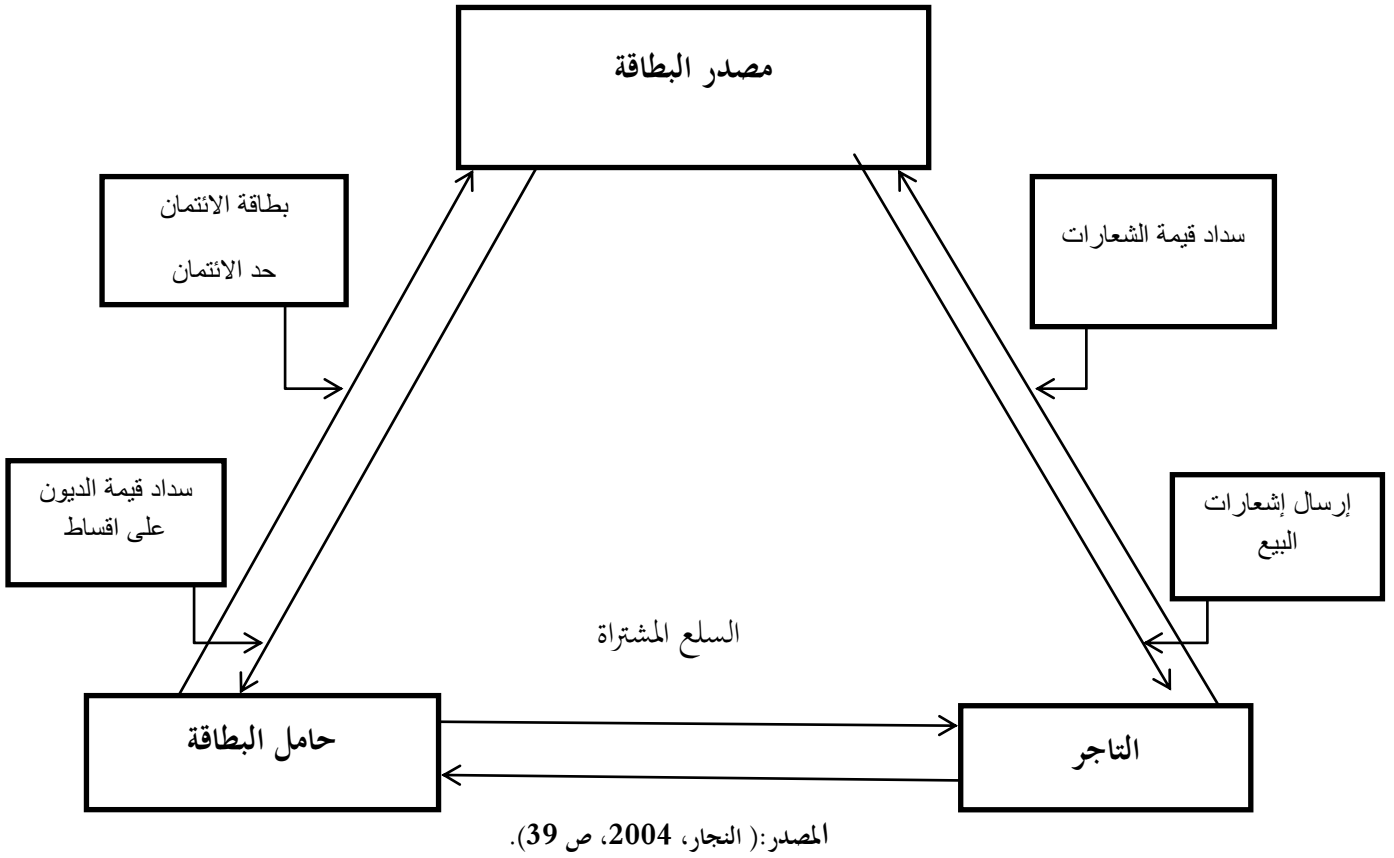 مصدر البطاقة
بطاقة الائتمان
حد الائتمان
سداد قيمة الشعارات
سداد قيمة الديون
على اقساط
إرسال إشعارات
البيع
السلع المشتراة
حامل البطاقة
التاجر
المصدر:( النجار، 2004، ص 39).